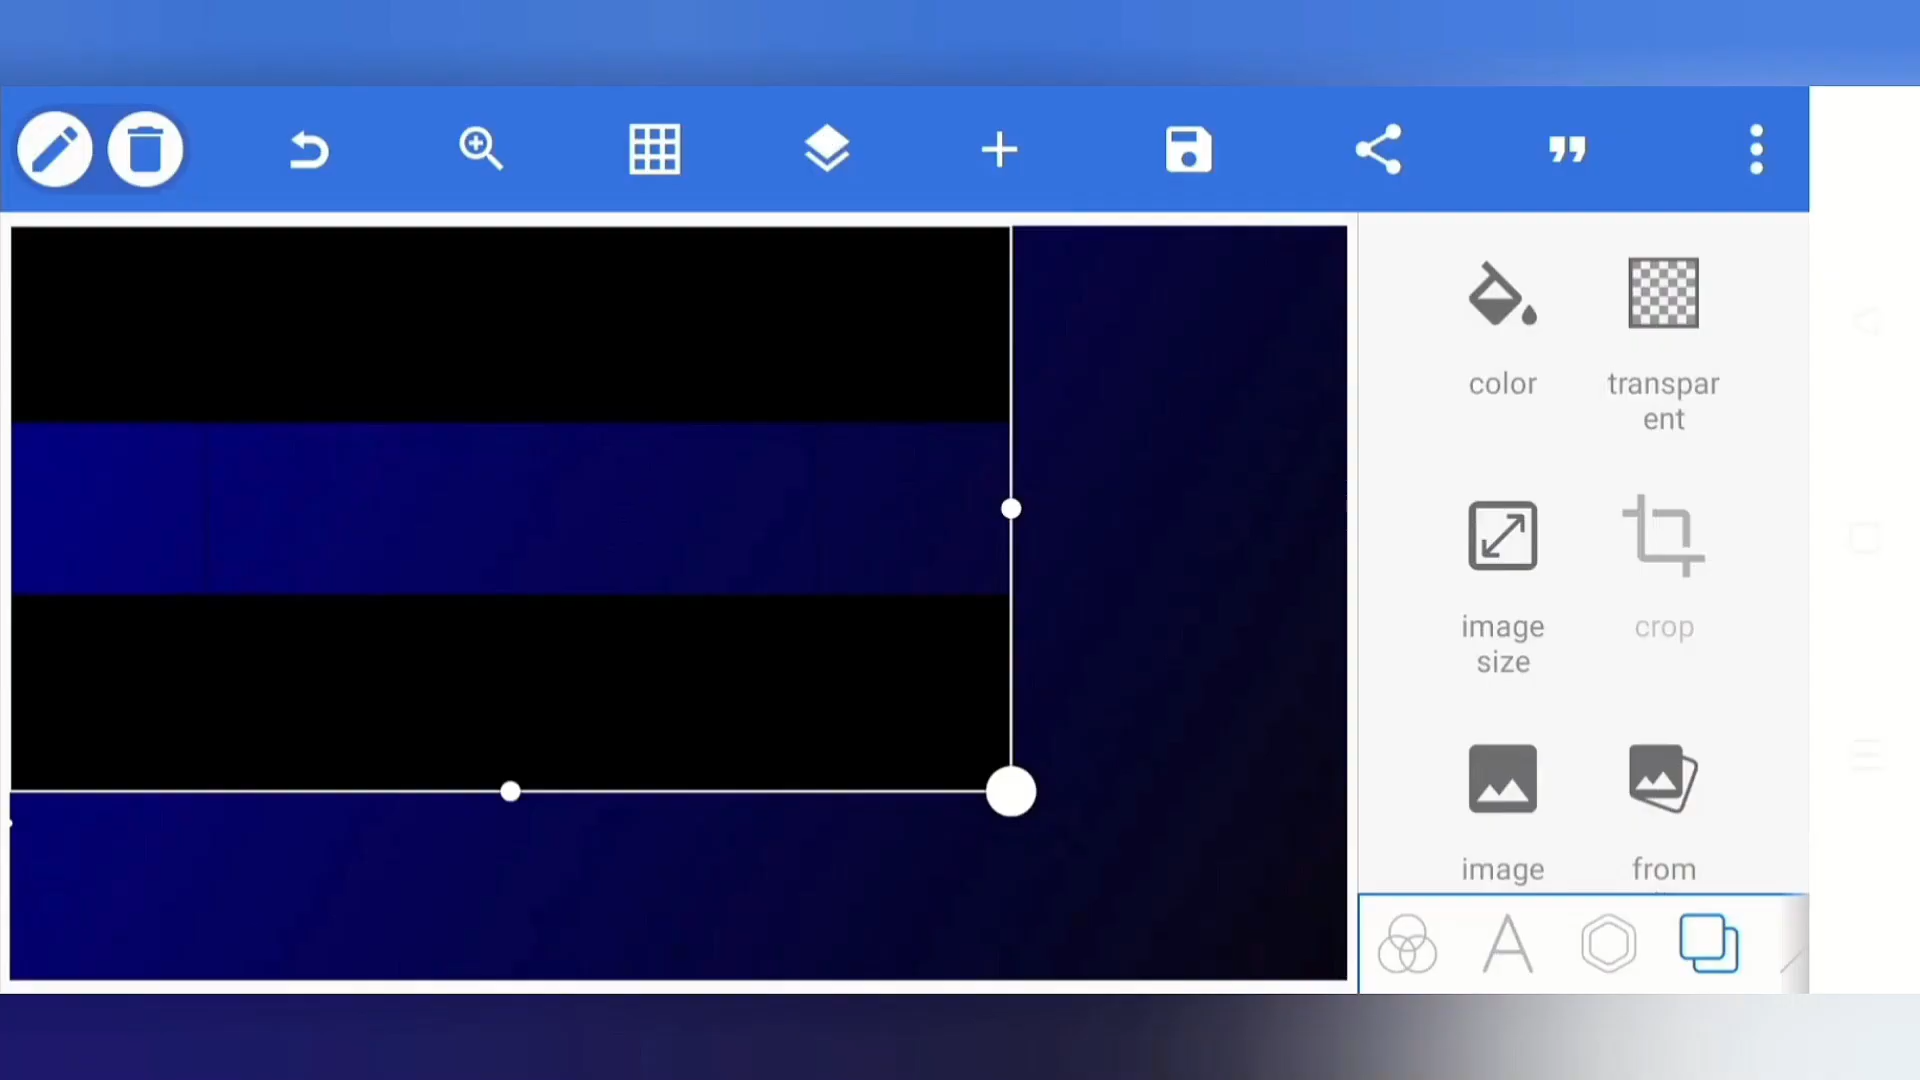 color
transpar
ent
image
size
crop
image
from